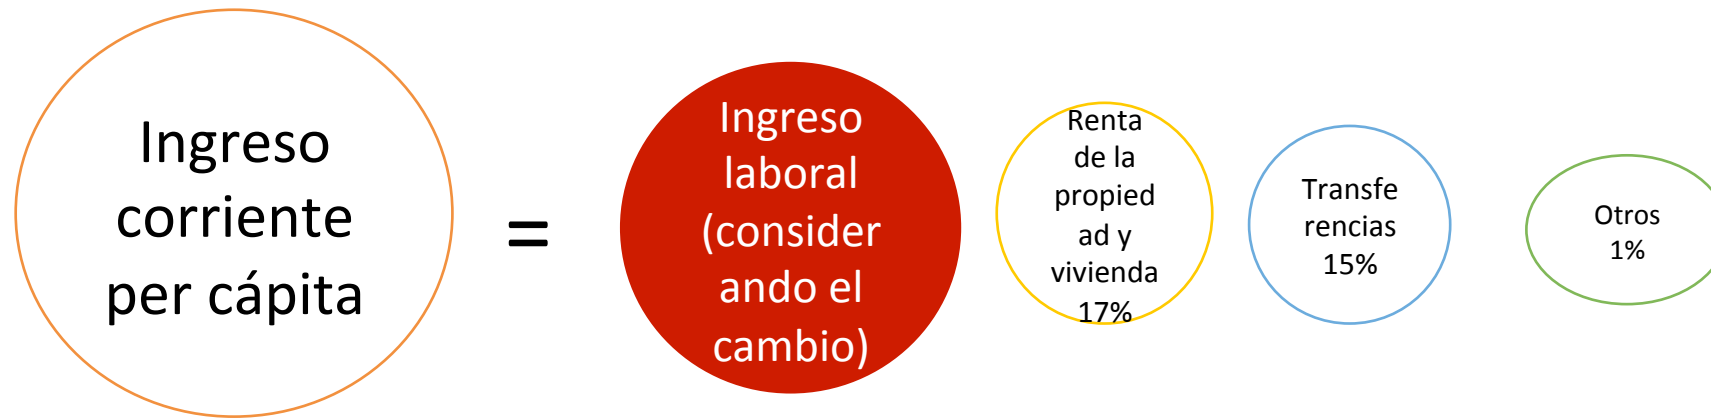 Ingreso
corriente
per cápita
=
Ingreso
laboral
(consider
ando el
cambio)
Renta
de la
propied
ad y
vivienda
17%
Transfe
rencias
15%
Otros
1%